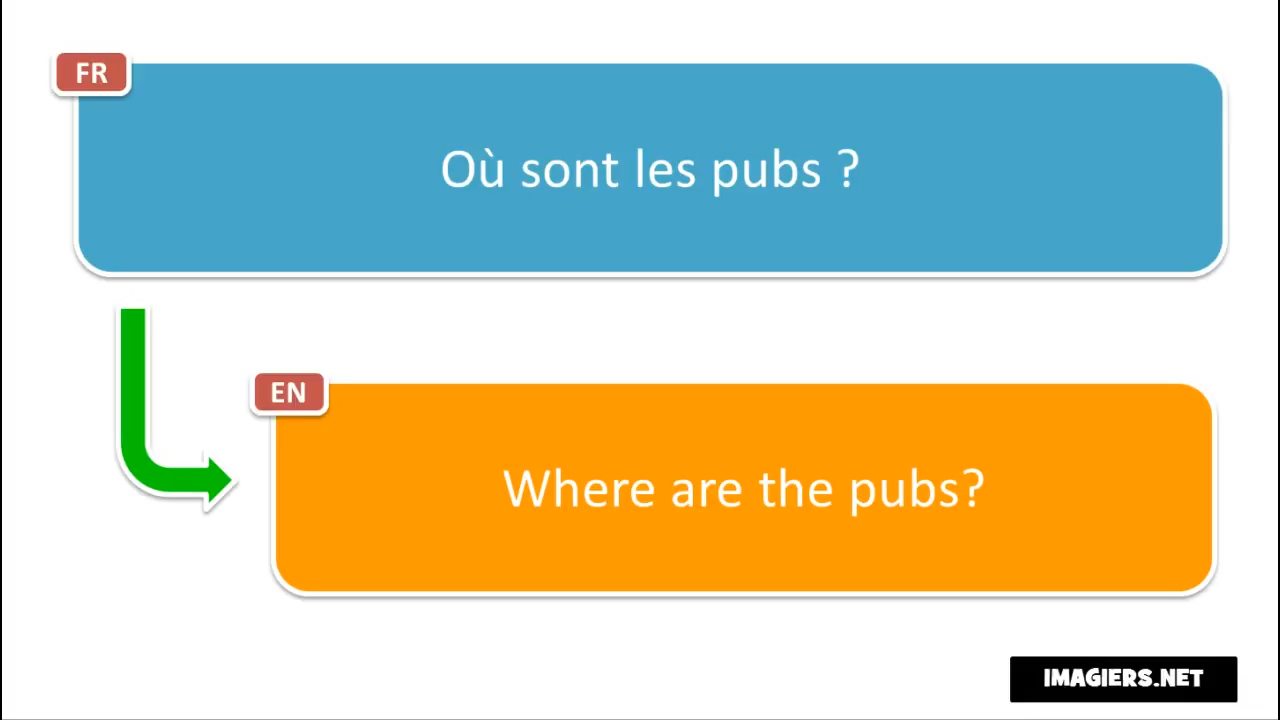 FR
Où sont les pubs ?
EN
Where are the pubs?
IMAGIERS.NET